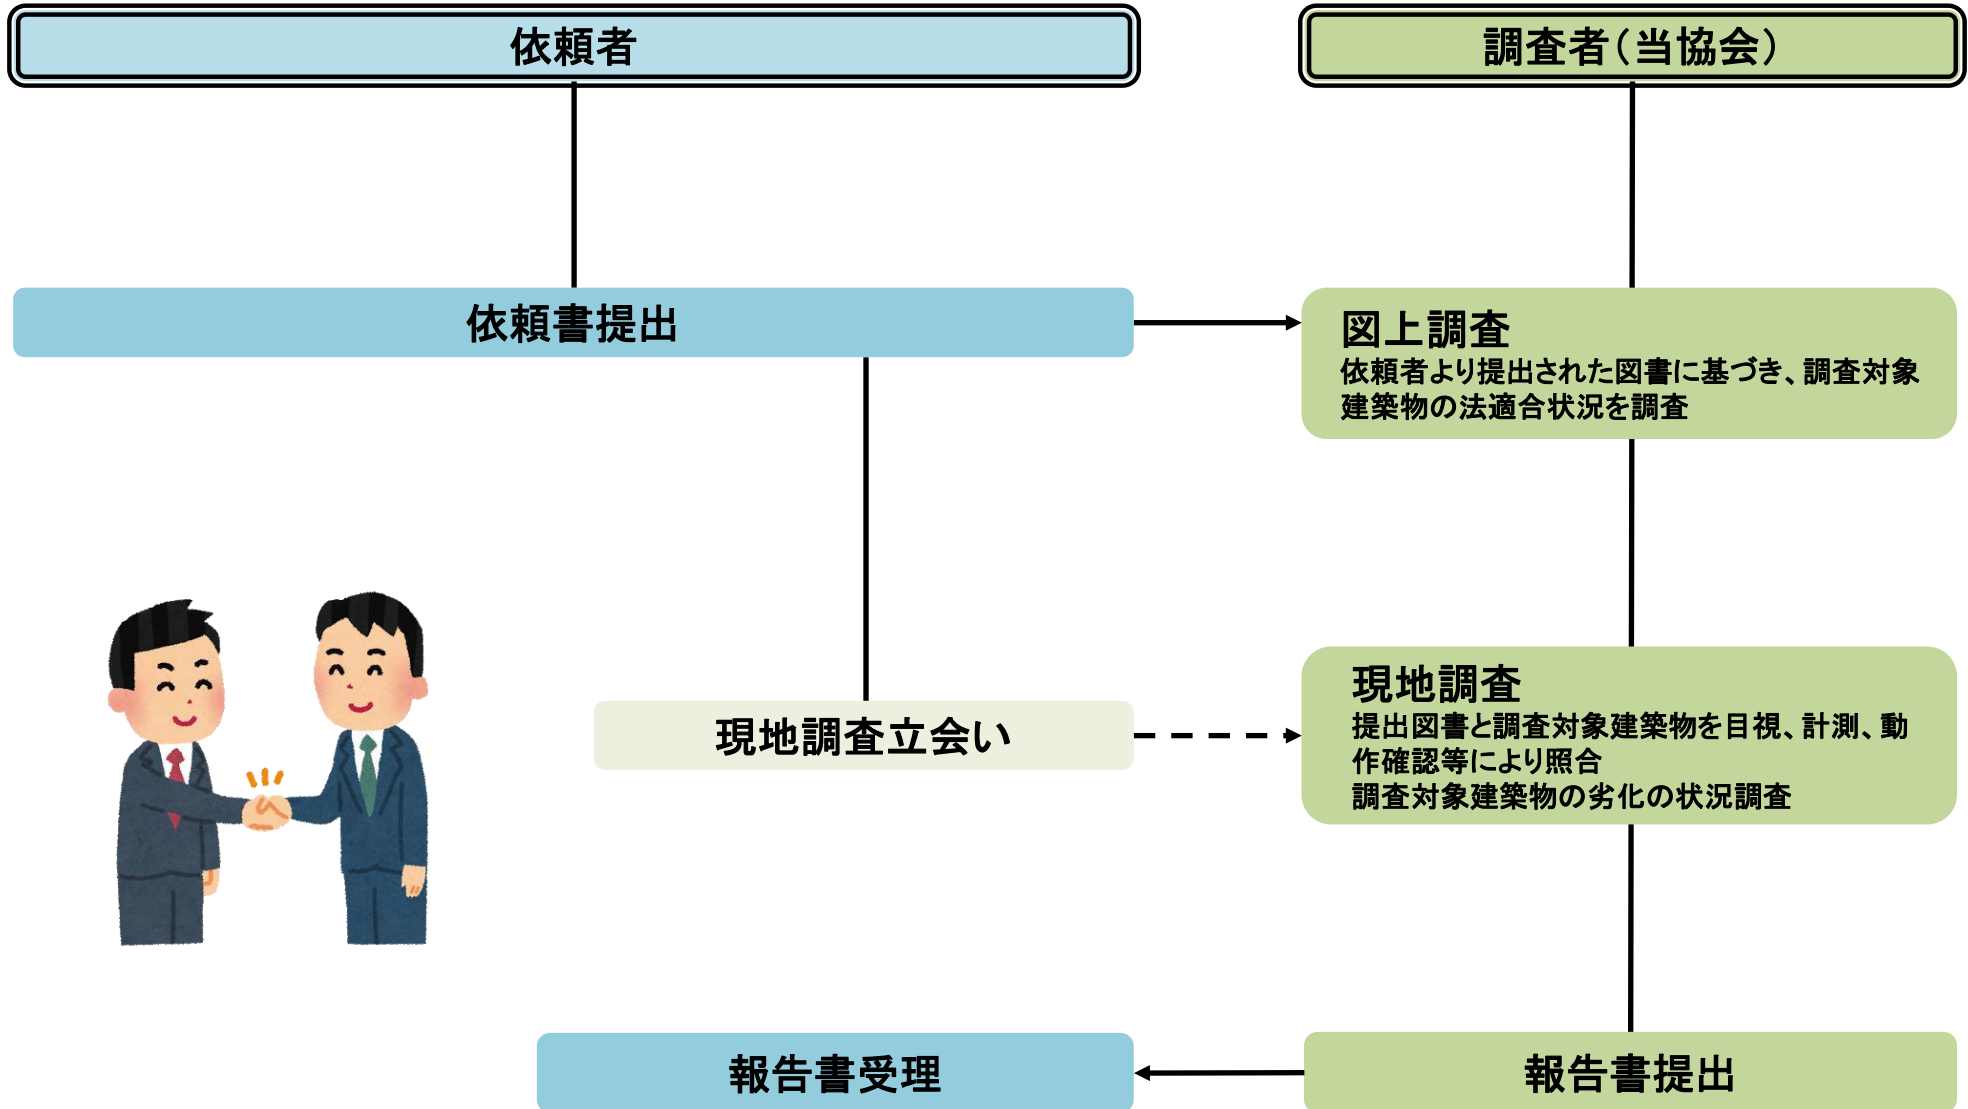 依頼者
調査者（当協会）
依頼書提出
図上調査
依頼者より提出された図書に基づき、調査対象
建築物の法適合状況を調査
現地調査立会い
現地調査
提出図書と調査対象建築物を目視、計測、動
作確認等により照合
調査対象建築物の劣化の状況調査
報告書受理
報告書提出